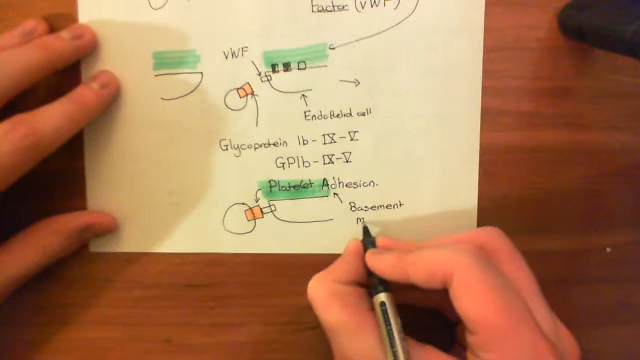 Factor (vWF)
vWF
Endothelial cell
Glycoprotein Ib-IX-V
GPIb-IX-V
Platelet Adhesion.
Basement
m